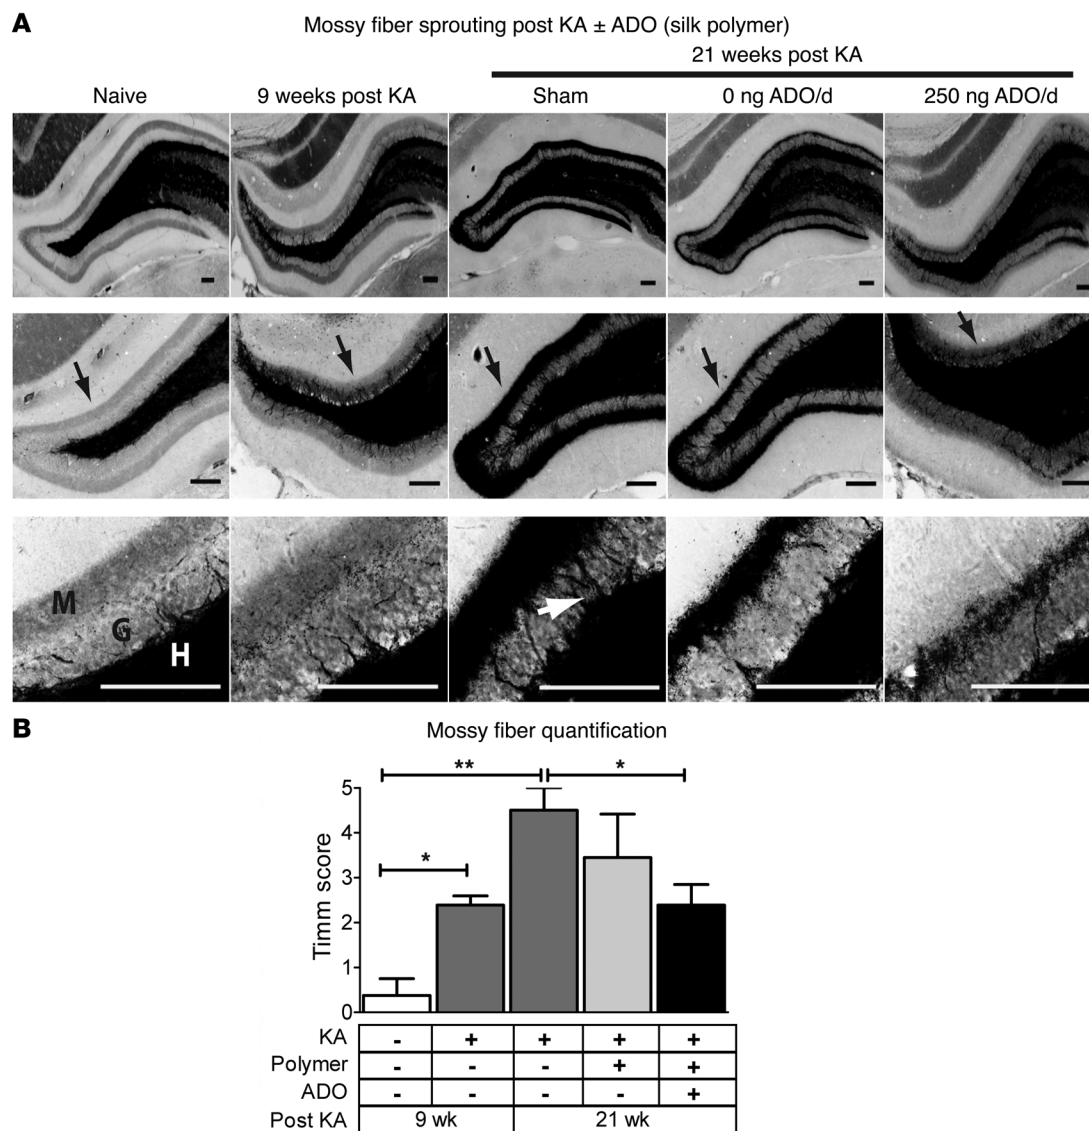 A
Mossy fiber sprouting post KA ± ADO (silk polymer)
21 weeks post KA
Naive 9 weeks post KA Sham 0 ng ADO/d 250 ng ADO/d
M
G
H
B
Mossy fiber quantification
** *
*
Timm score
5
4
3
2
1
0
KA - + + + +
Polymer - - - + +
ADO - - - - +
Post KA 9 wk 21 wk